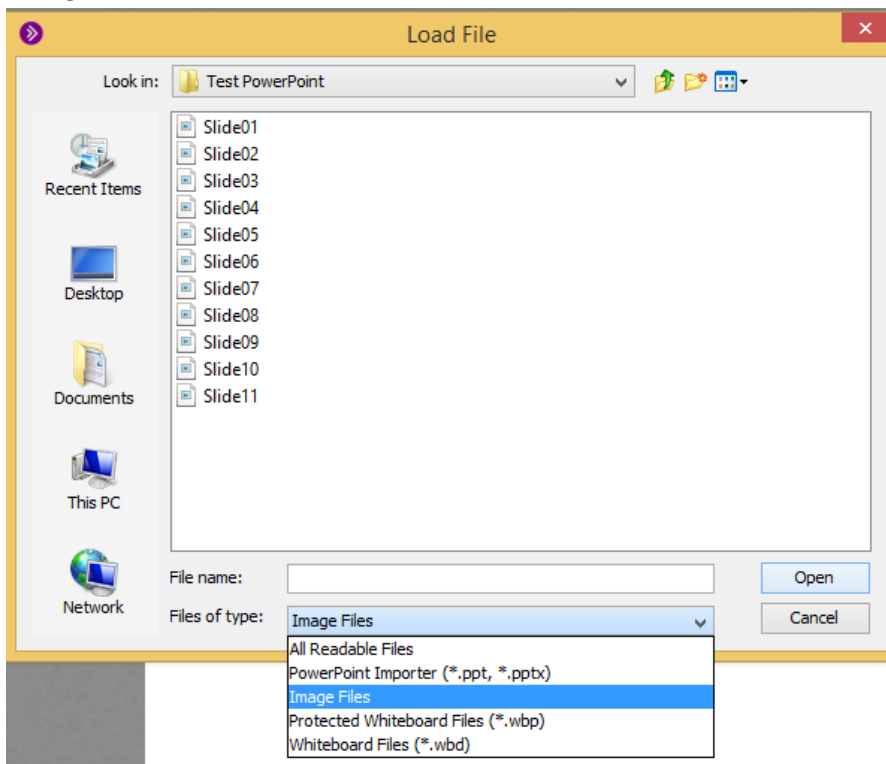 Load File
Look in: Test PowerPoint
Slide01
Slide02
Slide03
Slide04
Slide05
Slide06
Slide07
Slide08
Slide09
Slide10
Slide11
Recent Items
Desktop
Documents
This PC
Network
File name: Open
Files of type: Image Files Cancel
All Readable Files
PowerPoint Importer (*.ppt, *.pptx)
Image Files
Protected Whiteboard Files (*.wbp)
Whiteboard Files (*.wbd)